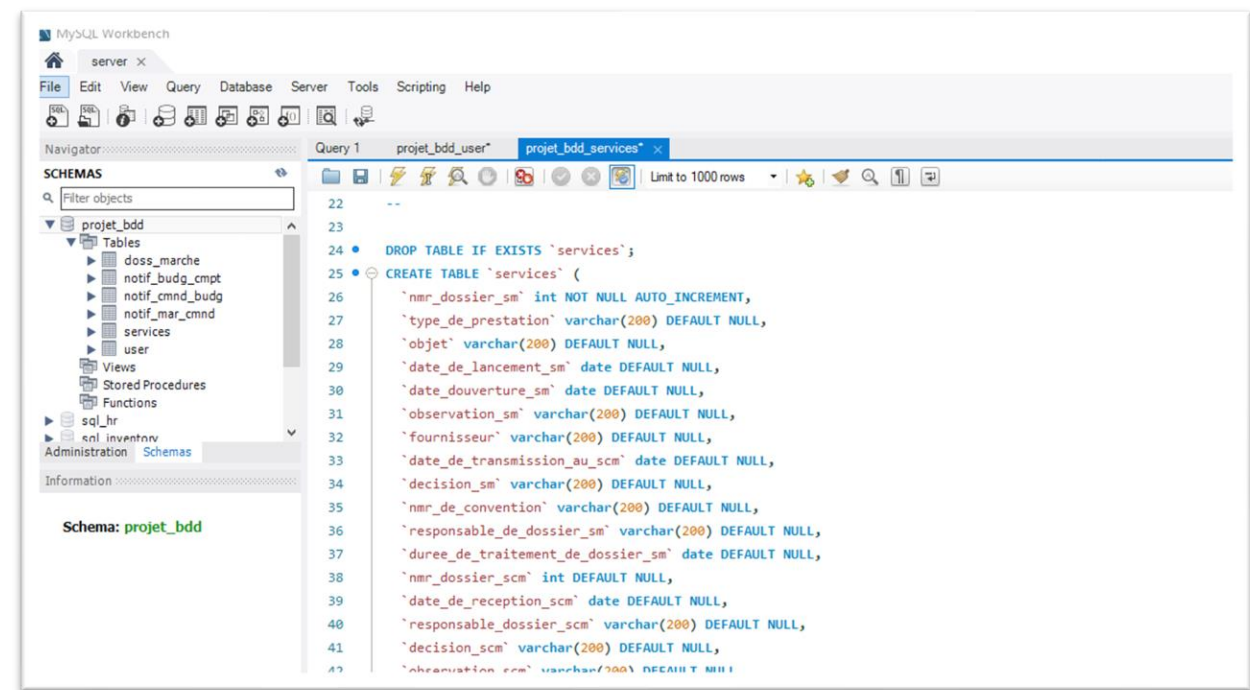 MySQL Workbench
server ×
File Edit View Query Database Server Tools Scripting Help
Navigator
SCHEMAS
Filter objects
projet_bdd
Tables
doss_marche
notif_budg_cmpt
notif_cmnd_budg
notif_mar_cmnd
services
user
Views
Stored Procedures
Functions
sql_hr
sql_inventory
Administration Schemas
Information
Schema: projet_bdd
Query 1 projet_bdd_user* projet_bdd_services* ×
Limit to 1000 rows
22 --
23
24 DROP TABLE IF EXISTS `services`;
25 CREATE TABLE `services` (
26 `nmr_dossier_sm` int NOT NULL AUTO_INCREMENT,
27 `type_de_prestation` varchar(200) DEFAULT NULL,
28 `objet` varchar(200) DEFAULT NULL,
29 `date_de_lancement_sm` date DEFAULT NULL,
30 `date_douverture_sm` date DEFAULT NULL,
31 `observation_sm` varchar(200) DEFAULT NULL,
32 `fournisseur` varchar(200) DEFAULT NULL,
33 `date_de_transmission_au_scm` date DEFAULT NULL,
34 `decision_sm` varchar(200) DEFAULT NULL,
35 `nmr_de_convention` varchar(200) DEFAULT NULL,
36 `responsable_de_dossier_sm` varchar(200) DEFAULT NULL,
37 `duree_de_traitement_de_dossier_sm` date DEFAULT NULL,
38 `nmr_dossier_scm` int DEFAULT NULL,
39 `date_de_reception_scm` date DEFAULT NULL,
40 `responsable_dossier_scm` varchar(200) DEFAULT NULL,
41 `decision_scm` varchar(200) DEFAULT NULL,
42 `observation_scm` varchar(200) DEFAULT NULL